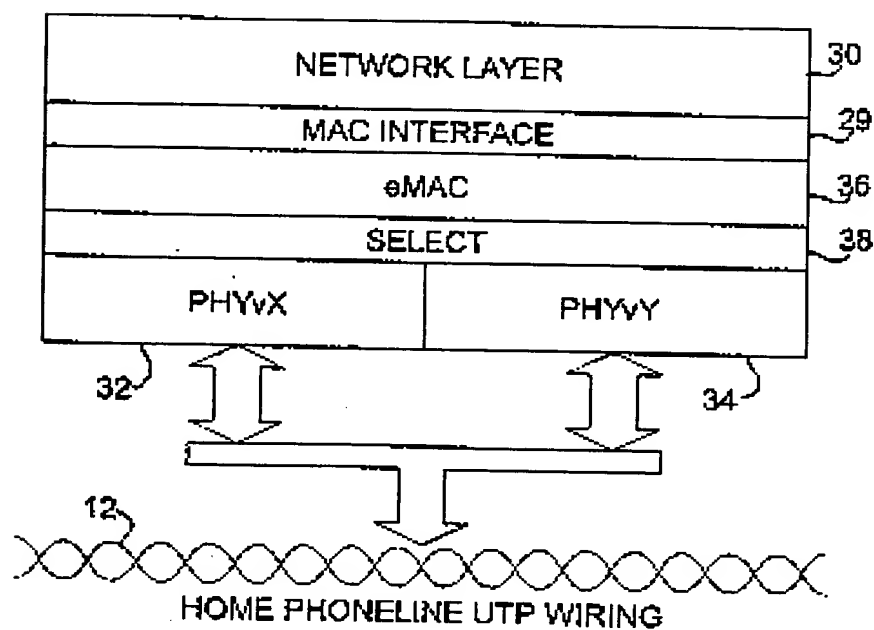 NETWORK LAYER 30
MAC INTERFACE 29
eMAC 36
SELECT 38
PHYvX PHYvY
32 34
12
HOME PHONELINE UTP WIRING